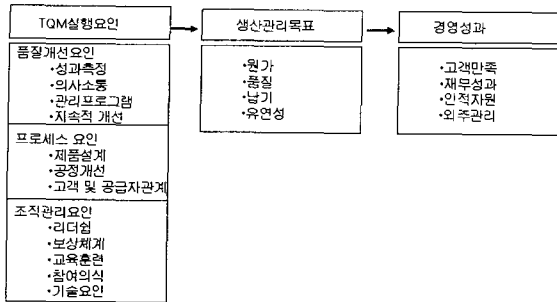 TQM실행요인
품질개선요인
•성과측정
•의사소통
•관리프로그램
•지속적 개선
프로세스 요인
•제품설계
•공정개선
•고객 및 공급자관계
조직관리요인
•리더쉽
•보상체계
•교육훈련
•참여의식
•기술요인
생산관리목표
•원가
•품질
•납기
•유연성
경영성과
•고객만족
•재무성과
•인적자원
•외주관리